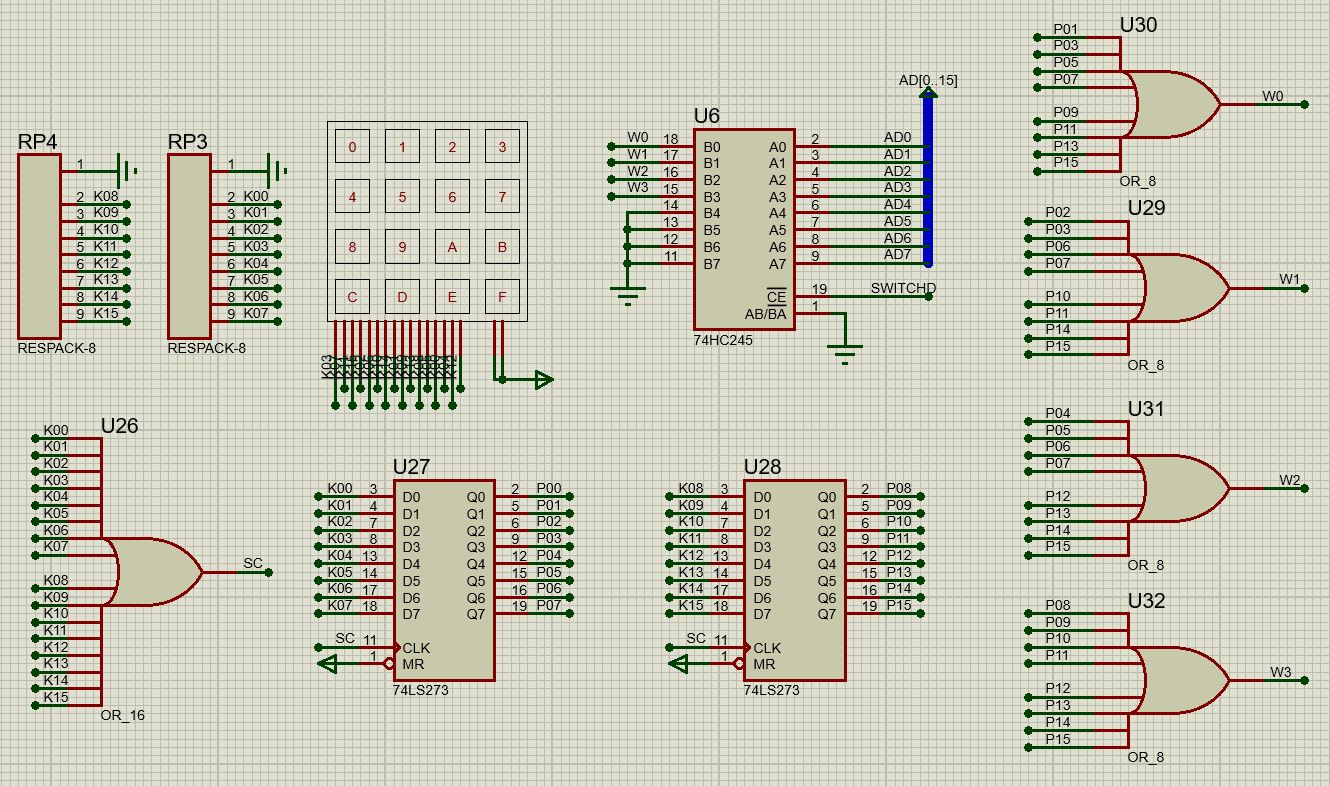 RP4
1
2 K08
3 K09
4 K10
5 K11
6 K12
7 K13
8 K14
9 K15
RESPACK-8
RP3
1
2 K00
3 K01
4 K02
5 K03
6 K04
7 K05
8 K06
9 K07
RESPACK-8
0 1 2 3
4 5 6 7
8 9 A B
C D E F
K03
K12
U6
AD[0..15]
W0 18 B0 A0 2 AD0
W1 17 B1 A1 3 AD1
W2 16 B2 A2 4 AD2
W3 15 B3 A3 5 AD3
14 B4 A4 6 AD4
13 B5 A5 7 AD5
12 B6 A6 8 AD6
11 B7 A7 9 AD7
CE 19 SWITCHD
AB/BA 1
74HC245
U30
P01
P03
P05
P07
W0
P09
P11
P13
P15
OR_8
U29
P02
P03
P06
P07
W1
P10
P11
P14
P15
OR_8
U31
P04
P05
P06
P07
W2
P12
P13
P14
P15
OR_8
U32
P08
P09
P10
P11
W3
P12
P13
P14
P15
OR_8
U26
K00
K01
K02
K03
K04
K05
K06
K07
SC
K08
K09
K10
K11
K12
K13
K14
K15
OR_16
U27
K00 3 D0 Q0 2 P00
K01 4 D1 Q1 5 P01
K02 7 D2 Q2 6 P02
K03 8 D3 Q3 9 P03
K04 13 D4 Q4 12 P04
K05 14 D5 Q5 15 P05
K06 17 D6 Q6 16 P06
K07 18 D7 Q7 19 P07
SC 11 CLK
1 MR
74LS273
U28
K08 3 D0 Q0 2 P08
K09 4 D1 Q1 5 P09
K10 7 D2 Q2 6 P10
K11 8 D3 Q3 9 P11
K12 13 D4 Q4 12 P12
K13 14 D5 Q5 15 P13
K14 17 D6 Q6 16 P14
K15 18 D7 Q7 19 P15
SC 11 CLK
1 MR
74LS273